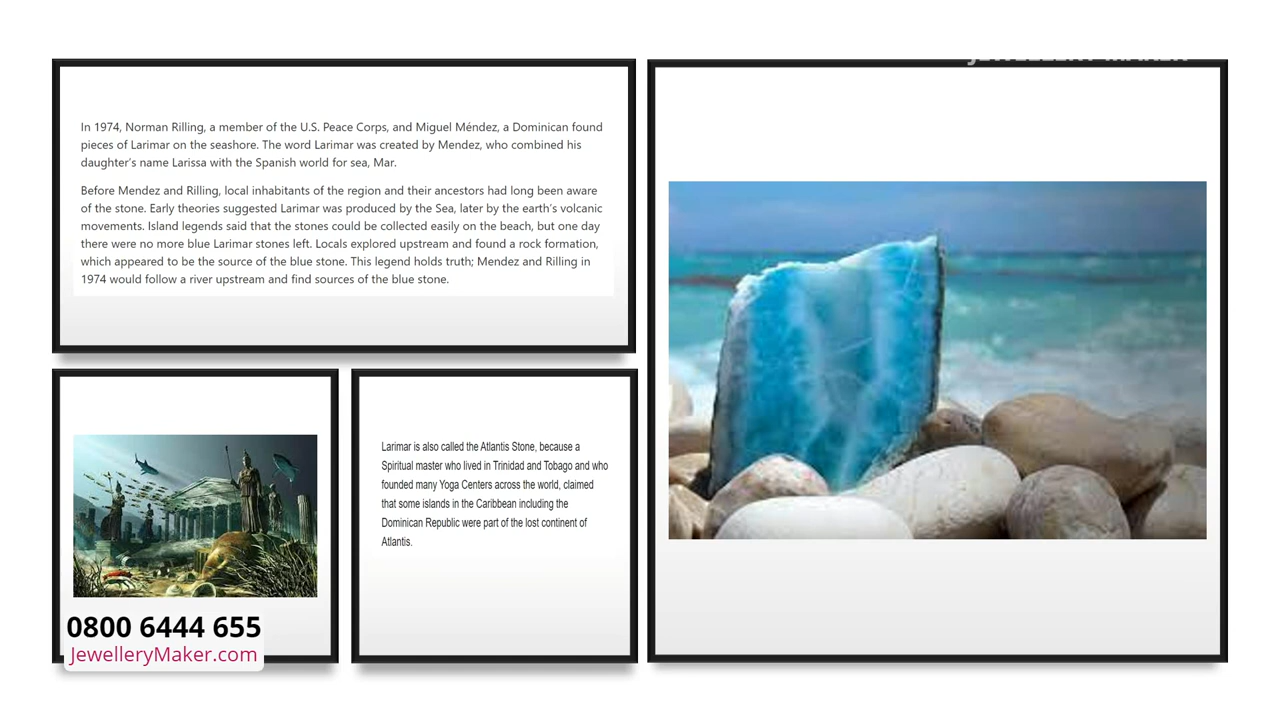 JEWELLERY MAKER
In 1974, Norman Rilling, a member of the U.S. Peace Corps, and Miguel Méndez, a Dominican found
pieces of Larimar on the seashore. The word Larimar was created by Mendez, who combined his
daughter's name Larissa with the Spanish world for sea, Mar.
Before Mendez and Rilling, local inhabitants of the region and their ancestors had long been aware
of the stone. Early theories suggested Larimar was produced by the Sea, later by the earth's volcanic
movements. Island legends said that the stones could be collected easily on the beach, but one day
there were no more blue Larimar stones left. Locals explored upstream and found a rock formation,
which appeared to be the source of the blue stone. This legend holds truth; Mendez and Rilling in
1974 would follow a river upstream and find sources of the blue stone.
Larimar is also called the Atlantis Stone, because a
Spiritual master who lived in Trinidad and Tobago and who
founded many Yoga Centers across the world, claimed
that some islands in the Caribbean including the
Dominican Republic were part of the lost continent of
Atlantis.
0800 6444 655
JewelleryMaker.com